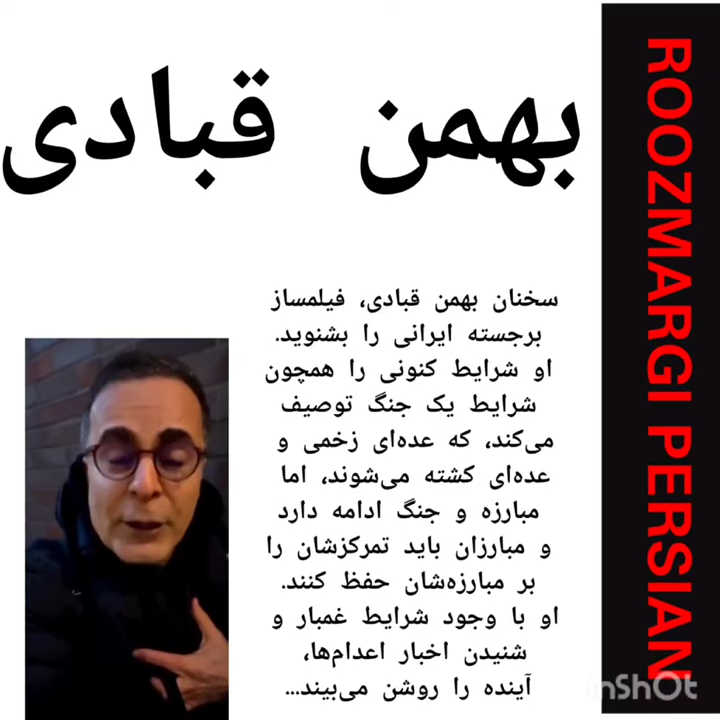 بهمن قبادی
سخنان بهمن قبادی، فیلمساز
برجسته ایرانی را بشنوید.
او شرایط کنونی را همچون
شرایط یک جنگ توصیف
می‌کند، که عده‌ای زخمی و
عده‌ای کشته می‌شوند، اما
مبارزه و جنگ ادامه دارد
و مبارزان باید تمرکزشان را
بر مبارزه‌شان حفظ کنند.
او با وجود شرایط غمبار و
شنیدن اخبار اعدام‌ها،
آینده را روشن می‌بیند...
ROOZMARGI PERSIAN
InShOt